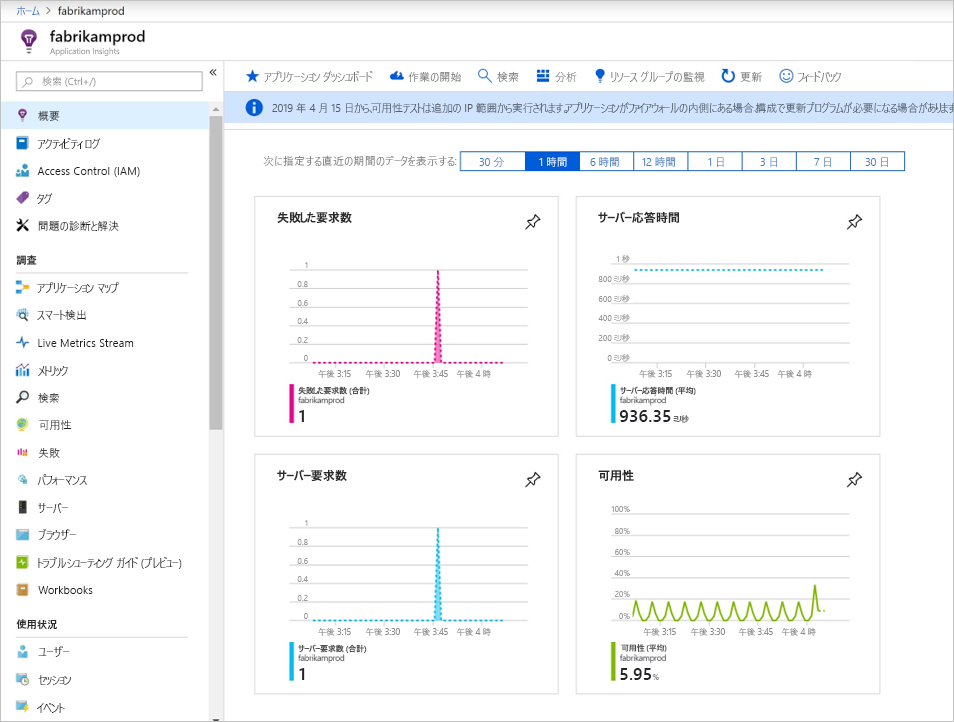 ホーム > fabrikamprod
fabrikamprod
Application Insights
検索 (Ctrl+/)
«
概要
アクティビティ ログ
Access Control (IAM)
タグ
問題の診断と解決
調査
アプリケーション マップ
スマート検出
Live Metrics Stream
メトリック
検索
可用性
失敗
パフォーマンス
サーバー
ブラウザー
トラブルシューティング ガイド (プレビュー)
Workbooks
使用状況
ユーザー
セッション
イベント
アプリケーション ダッシュボード 作業の開始 検索 分析 リソース グループの監視 更新 フィードバック
2019 年 4 月 15 日から、可用性テストは追加の IP 範囲から実行されます。アプリケーションがファイアウォールの内側にある場合、構成で更新プログラムが必要になる場合があります
次に指定する直近の期間のデータを表示する: 30 分 1 時間 6 時間 12 時間 1 日 3 日 7 日 30 日
失敗した要求数
1
0.8
0.6
0.4
0.2
0
午後 3:15 午後 3:30 午後 3:45 午後 4 時
失敗した要求数 (合計)
fabrikamprod
1
サーバー応答時間
1 秒
800 ミリ秒
600 ミリ秒
400 ミリ秒
200 ミリ秒
0 ミリ秒
午後 3:15 午後 3:30 午後 3:45 午後 4 時
サーバー応答時間 (平均)
fabrikamprod
936.35 ミリ秒
サーバー要求数
1
0.8
0.6
0.4
0.2
0
午後 3:15 午後 3:30 午後 3:45 午後 4 時
サーバー要求数 (合計)
fabrikamprod
1
可用性
100%
80%
60%
40%
20%
0%
午後 3:15 午後 3:30 午後 3:45 午後 4 時
可用性 (平均)
fabrikamprod
5.95%